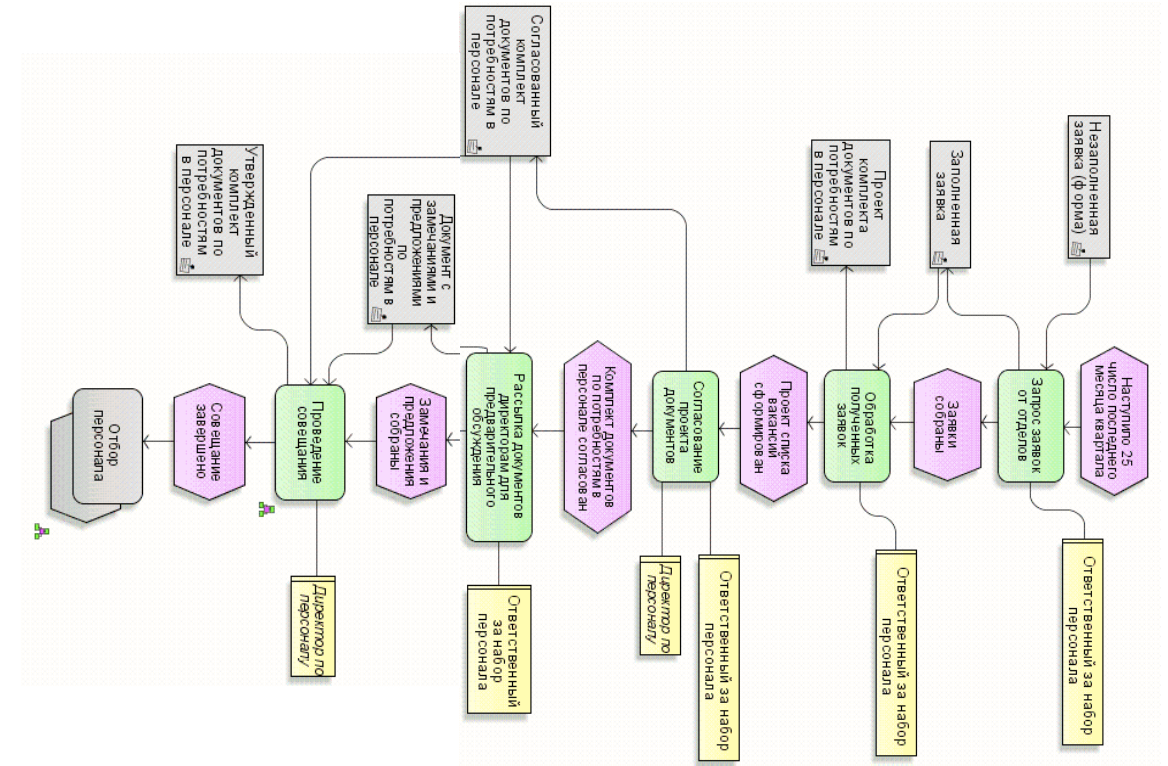 Незаполненная
заявка (форма)
Наступило 25
число последнего
месяца квартала
Запрос заявок
от отделов
Ответственный за набор
персонала
Заполненная
заявка
Заявки
собраны
Проект
комплекта
документов по
потребностям
в персонале
Обработка
полученных
заявок
Ответственный за набор
персонала
Проект списка
вакансий
сформирован
Согласование
проекта
документов
Ответственный за набор
персонала
Директор по
персоналу
Комплект документов
по потребностям в
персонале согласован
Согласованный
комплект
документов по
потребностям в
персонале
Рассылка документов
директорам для
предварительного
обсуждения
Ответственный
за набор
персонала
Документ с
замечаниями и
предложениями
по
потребностям в
персонале
Замечания и
предложения
собраны
Проведение
совещания
Директор по
персоналу
Утвержденный
комплект
документов по
потребностям
в персонале
Совещание
завершено
Отбор
персонала